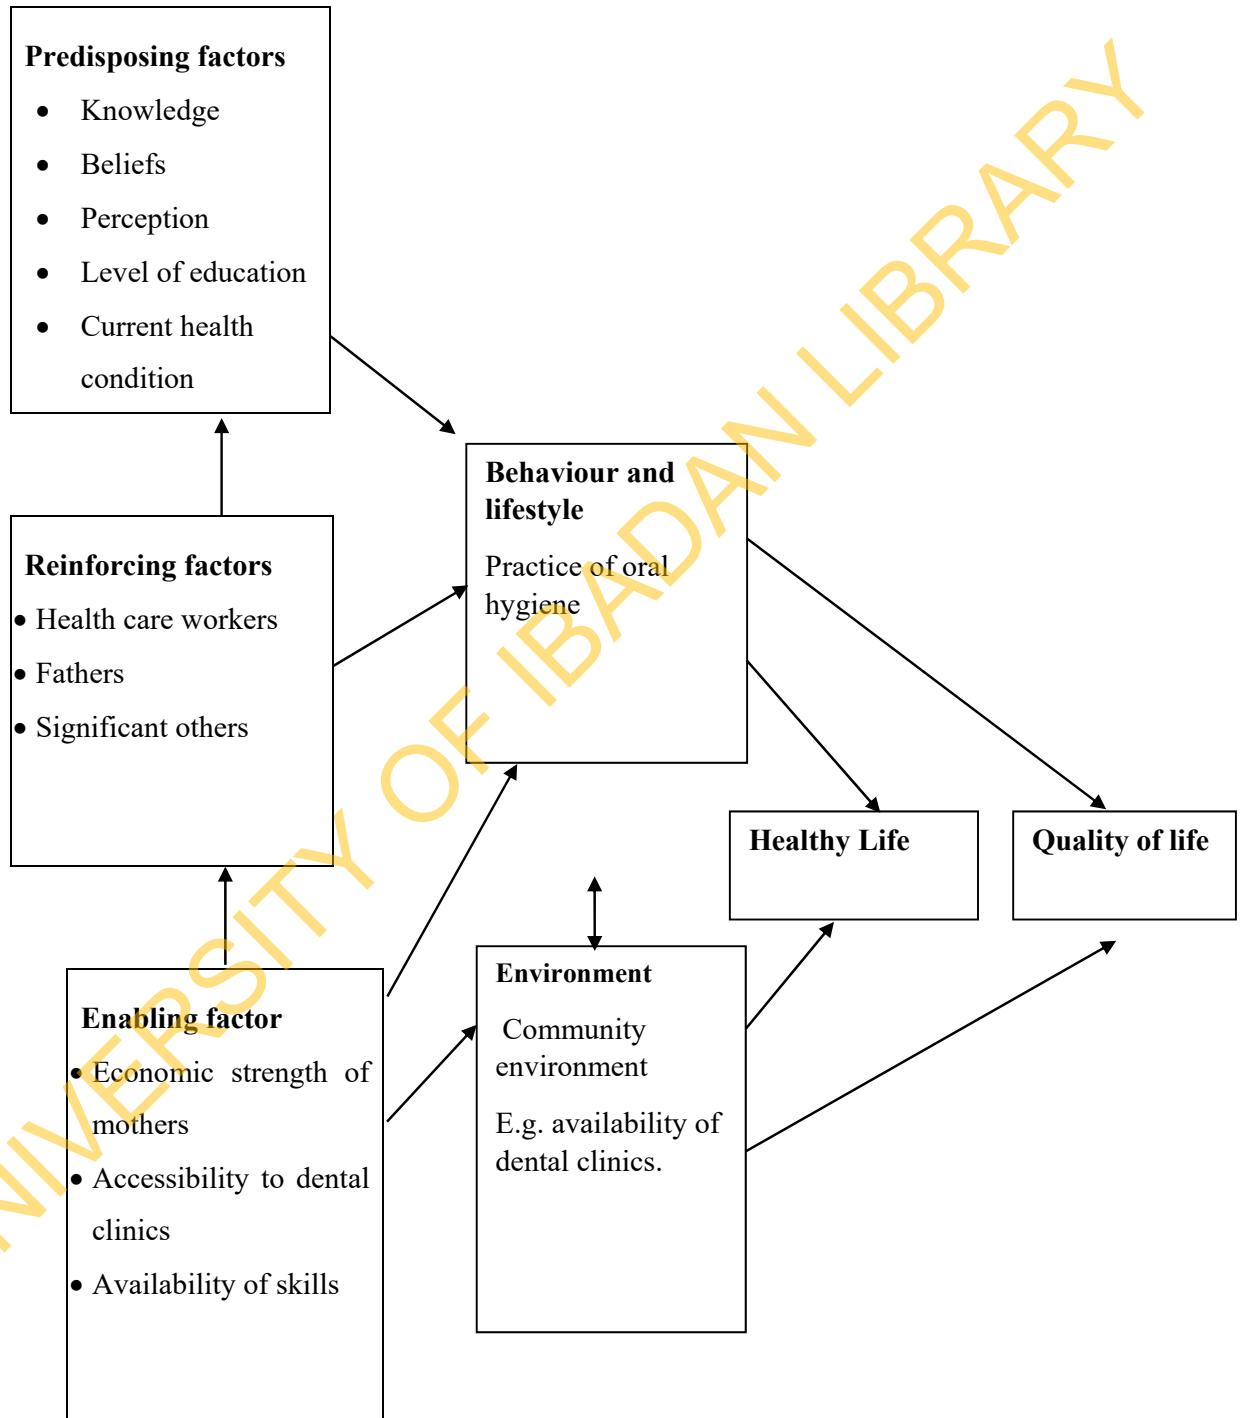 Predisposing factors
• Knowledge
• Beliefs
• Perception
• Level of education
• Current health
condition
Reinforcing factors
• Health care workers
• Fathers
• Significant others
Enabling factor
• Economic strength of
mothers
• Accessibility to dental
clinics
• Availability of skills
Behaviour and
lifestyle
Practice of oral
hygiene
Environment
Community
environment
E.g. availability of
dental clinics.
Healthy Life
Quality of life
UNIVERSITY OF IBADAN LIBRARY